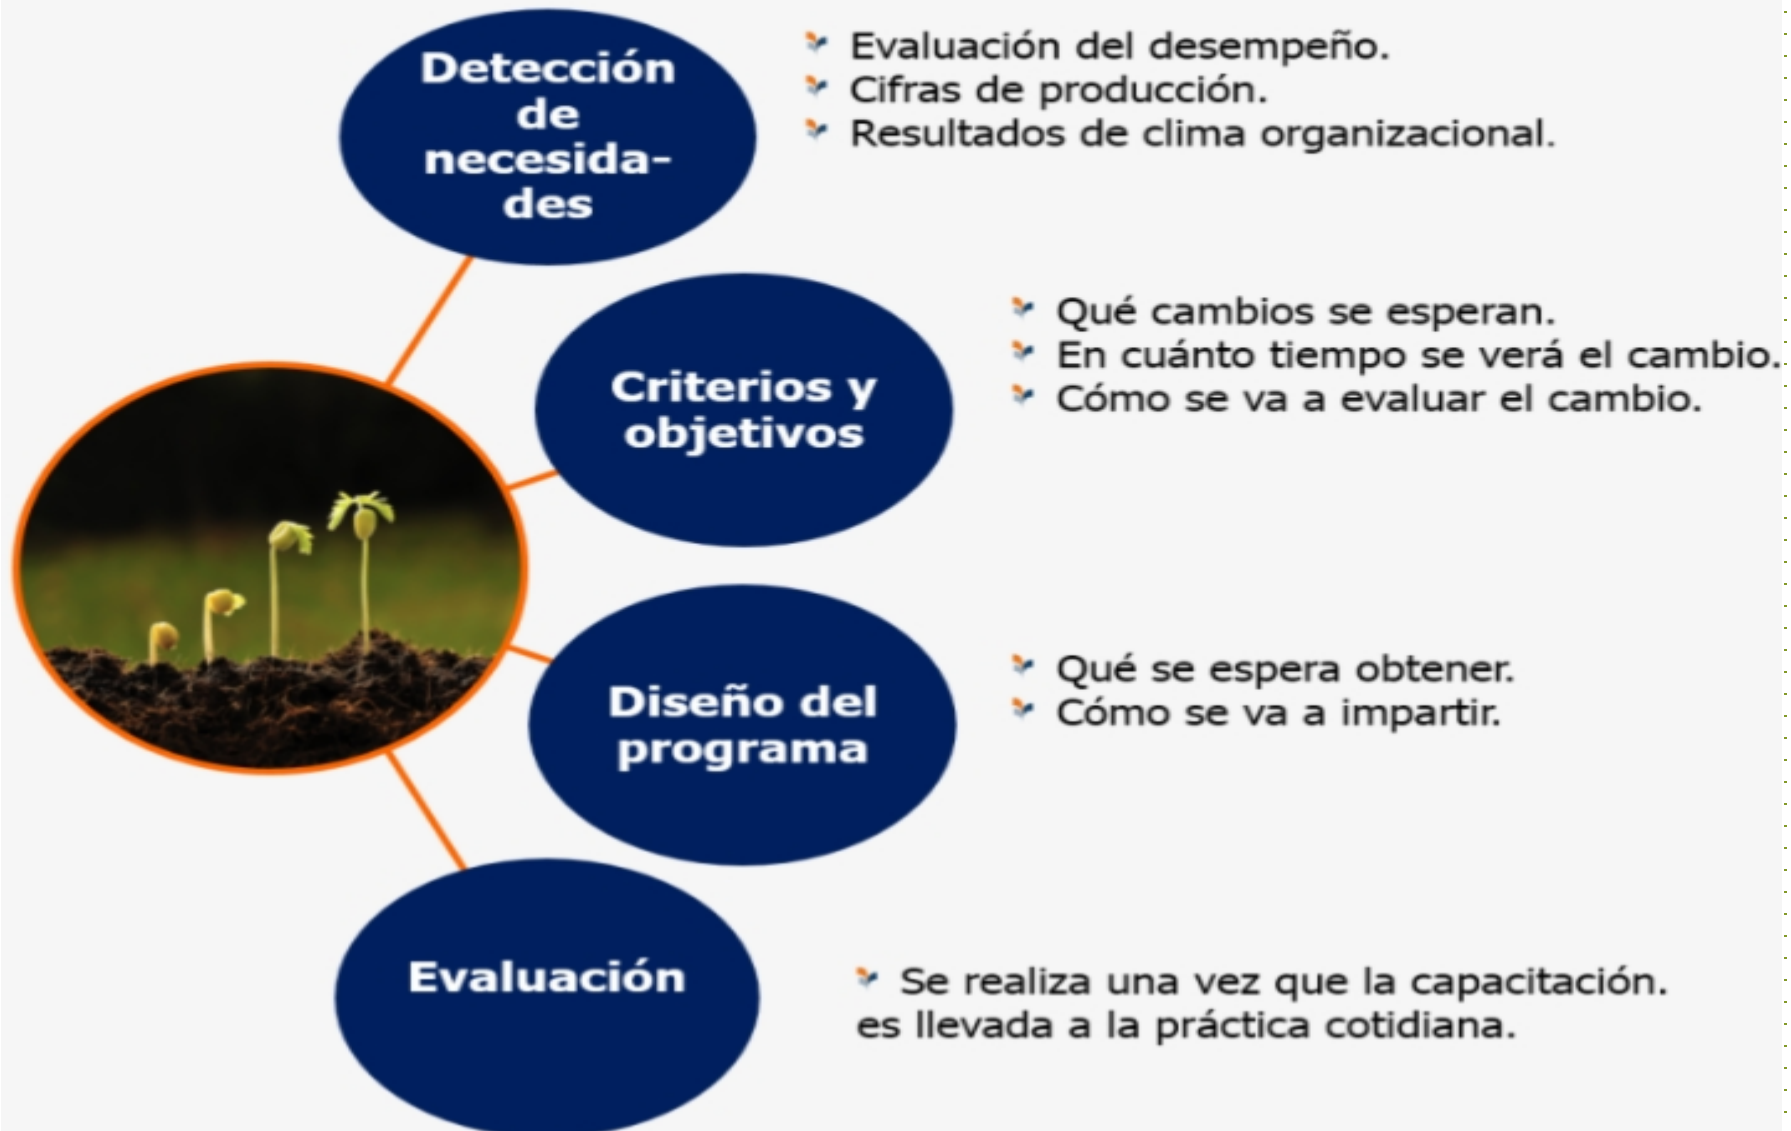 Detección
de
necesida-
des
Evaluación del desempeño.
Cifras de producción.
Resultados de clima organizacional.
Criterios y
objetivos
Qué cambios se esperan.
En cuánto tiempo se verá el cambio.
Cómo se va a evaluar el cambio.
Diseño del
programa
Qué se espera obtener.
Cómo se va a impartir.
Evaluación
Se realiza una vez que la capacitación.
es llevada a la práctica cotidiana.